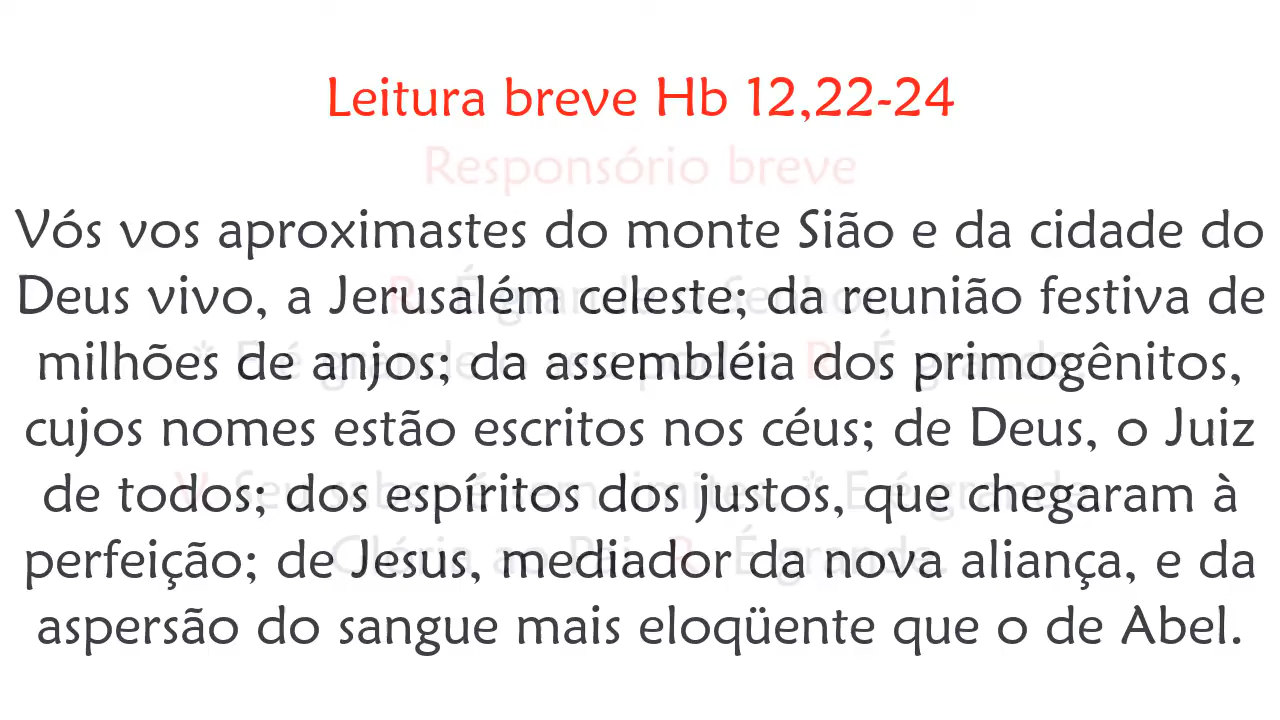 Leitura breve Hb 12,22-24
Responsório breve
Vós vos aproximastes do monte Sião e da cidade do
Deus vivo, a Jerusalém celeste; da reunião festiva de
milhões de anjos; da assembléia dos primogênitos,
cujos nomes estão escritos nos céus; de Deus, o Juiz
de todos; dos espíritos dos justos, que chegaram à
perfeição; de Jesus, mediador da nova aliança, e da
aspersão do sangue mais eloqüente que o de Abel.